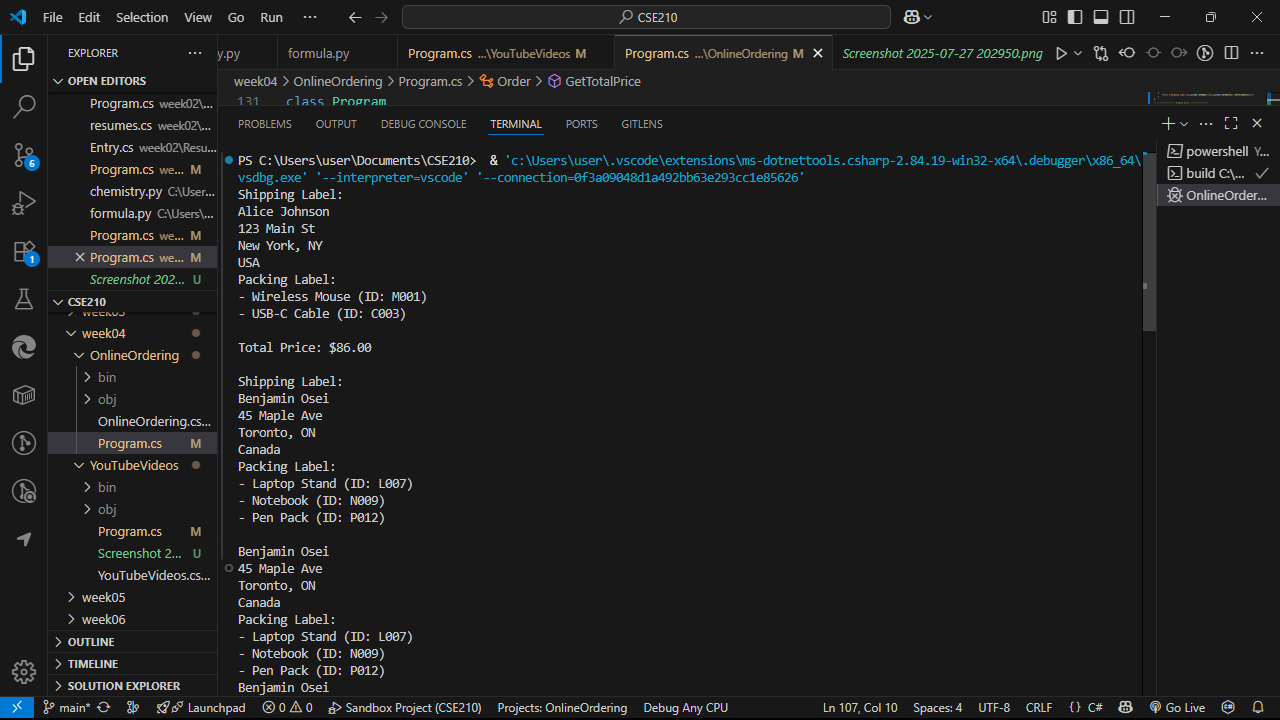 File Edit Selection View Go Run ··· CSE210
EXPLORER ···
OPEN EDITORS
Program.cs week02\...
resumes.cs week02\...
Entry.cs week02\Resu...
Program.cs we... M
chemistry.py C:\User...
formula.py C:\Users\...
Program.cs we... M
Program.cs we... M
Screenshot 202... U
CSE210
week03
week04
OnlineOrdering
bin
obj
OnlineOrdering.cs...
Program.cs M
YouTubeVideos
bin
obj
Program.cs M
Screenshot 2... U
YouTubeVideos.cs...
week05
week06
OUTLINE
TIMELINE
SOLUTION EXPLORER
y.py formula.py Program.cs ...\YouTubeVideos M Program.cs ...\OnlineOrdering M Screenshot 2025-07-27 202950.png
week04 > OnlineOrdering > Program.cs > Order > GetTotalPrice
131 class Program
PROBLEMS OUTPUT DEBUG CONSOLE TERMINAL PORTS GITLENS
PS C:\Users\user\Documents\CSE210> & 'c:\Users\user\.vscode\extensions\ms-dotnettools.csharp-2.84.19-win32-x64\.debugger\x86_64\
vsdbg.exe' '--interpreter=vscode' '--connection=0f3a09048d1a492bb63e293cc1e85626'
Shipping Label:
Alice Johnson
123 Main St
New York, NY
USA
Packing Label:
- Wireless Mouse (ID: M001)
- USB-C Cable (ID: C003)
Total Price: $86.00
Shipping Label:
Benjamin Osei
45 Maple Ave
Toronto, ON
Canada
Packing Label:
- Laptop Stand (ID: L007)
- Notebook (ID: N009)
- Pen Pack (ID: P012)
Benjamin Osei
45 Maple Ave
Toronto, ON
Canada
Packing Label:
- Laptop Stand (ID: L007)
- Notebook (ID: N009)
- Pen Pack (ID: P012)
Benjamin Osei
powershell Y...
build C:\...
OnlineOrder...
6
1
main* Launchpad 0 0 Sandbox Project (CSE210) Projects: OnlineOrdering Debug Any CPU Ln 107, Col 10 Spaces: 4 UTF-8 CRLF {} C# Go Live